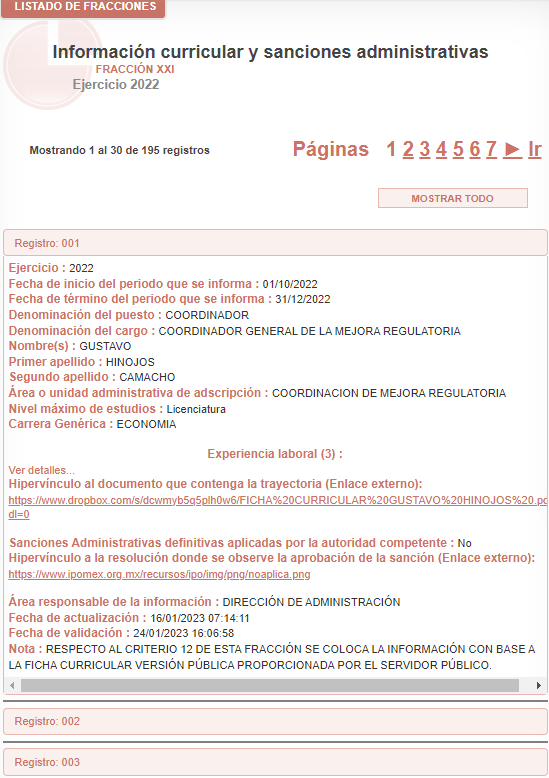 LISTADO DE FRACCIONES
Información curricular y sanciones administrativas
FRACCIÓN XXI
Ejercicio 2022
Mostrando 1 al 30 de 195 registros
Páginas 1 2 3 4 5 6 7 ► Ir
MOSTRAR TODO
Registro: 001
Ejercicio : 2022
Fecha de inicio del periodo que se informa : 01/10/2022
Fecha de término del periodo que se informa : 31/12/2022
Denominación del puesto : COORDINADOR
Denominación del cargo : COORDINADOR GENERAL DE LA MEJORA REGULATORIA
Nombre(s) : GUSTAVO
Primer apellido : HINOJOS
Segundo apellido : CAMACHO
Área o unidad administrativa de adscripción : COORDINACION DE MEJORA REGULATORIA
Nivel máximo de estudios : Licenciatura
Carrera Genérica : ECONOMIA
Experiencia laboral (3) :
Ver detalles...
Hipervínculo al documento que contenga la trayectoria (Enlace externo):
https://www.dropbox.com/s/dcwmyb5q5plh0w6/FICHA%20CURRICULAR%20GUSTAVO%20HINOJOS%20.pd
dl=0
Sanciones Administrativas definitivas aplicadas por la autoridad competente : No
Hipervínculo a la resolución donde se observe la aprobación de la sanción (Enlace externo):
https://www.ipomex.org.mx/recursos/ipo/img/png/noaplica.png
Área responsable de la información : DIRECCIÓN DE ADMINISTRACIÓN
Fecha de actualización : 16/01/2023 07:14:11
Fecha de validación : 24/01/2023 16:06:58
Nota : RESPECTO AL CRITERIO 12 DE ESTA FRACCIÓN SE COLOCA LA INFORMACIÓN CON BASE A
LA FICHA CURRICULAR VERSIÓN PÚBLICA PROPORCIONADA POR EL SERVIDOR PÚBLICO.
Registro: 002
Registro: 003